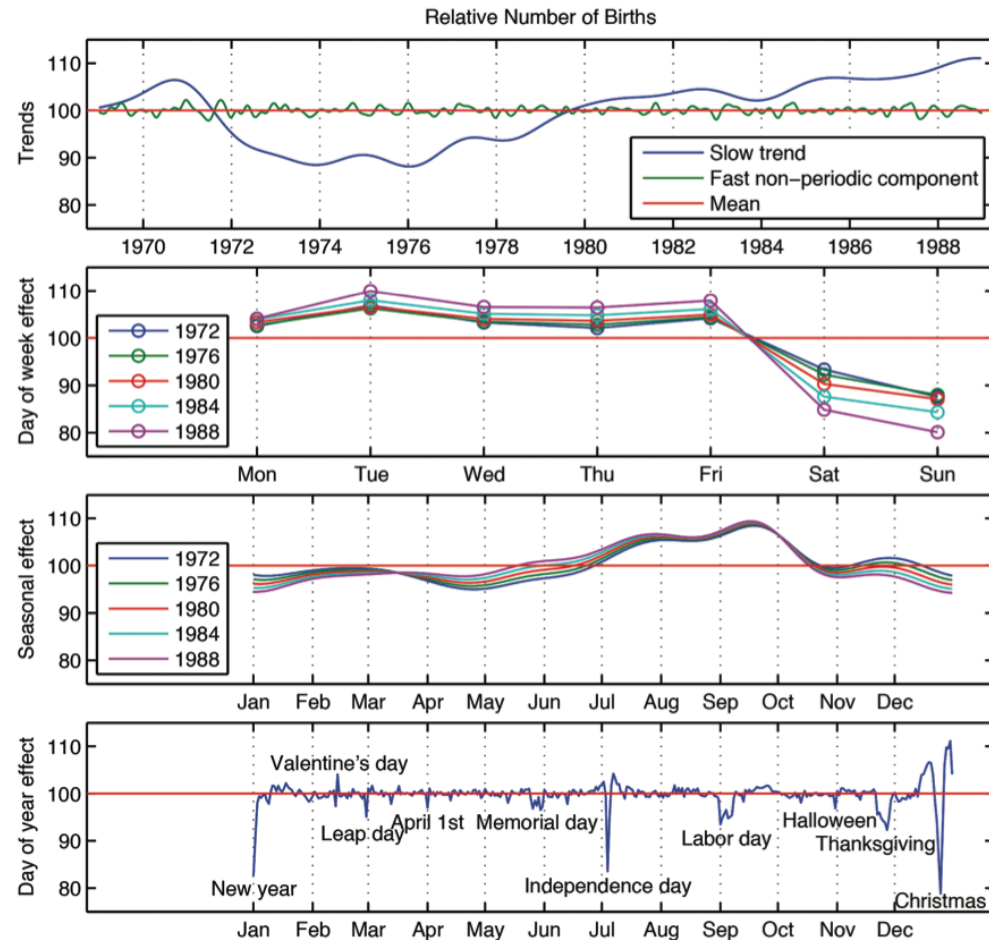 Relative Number of Births
Trends
110
100
90
80
Slow trend
Fast non−periodic component
Mean
1970 1972 1974 1976 1978 1980 1982 1984 1986 1988
Day of week effect
110
100
90
80
1972
1976
1980
1984
1988
Mon Tue Wed Thu Fri Sat Sun
Seasonal effect
110
100
90
80
1972
1976
1980
1984
1988
Jan Feb Mar Apr May Jun Jul Aug Sep Oct Nov Dec
Day of year effect
110
100
90
80
Valentine's day
Leap day
April 1st
Memorial day
Labor day
Halloween
Thanksgiving
New year
Independence day
Christmas
Jan Feb Mar Apr May Jun Jul Aug Sep Oct Nov Dec